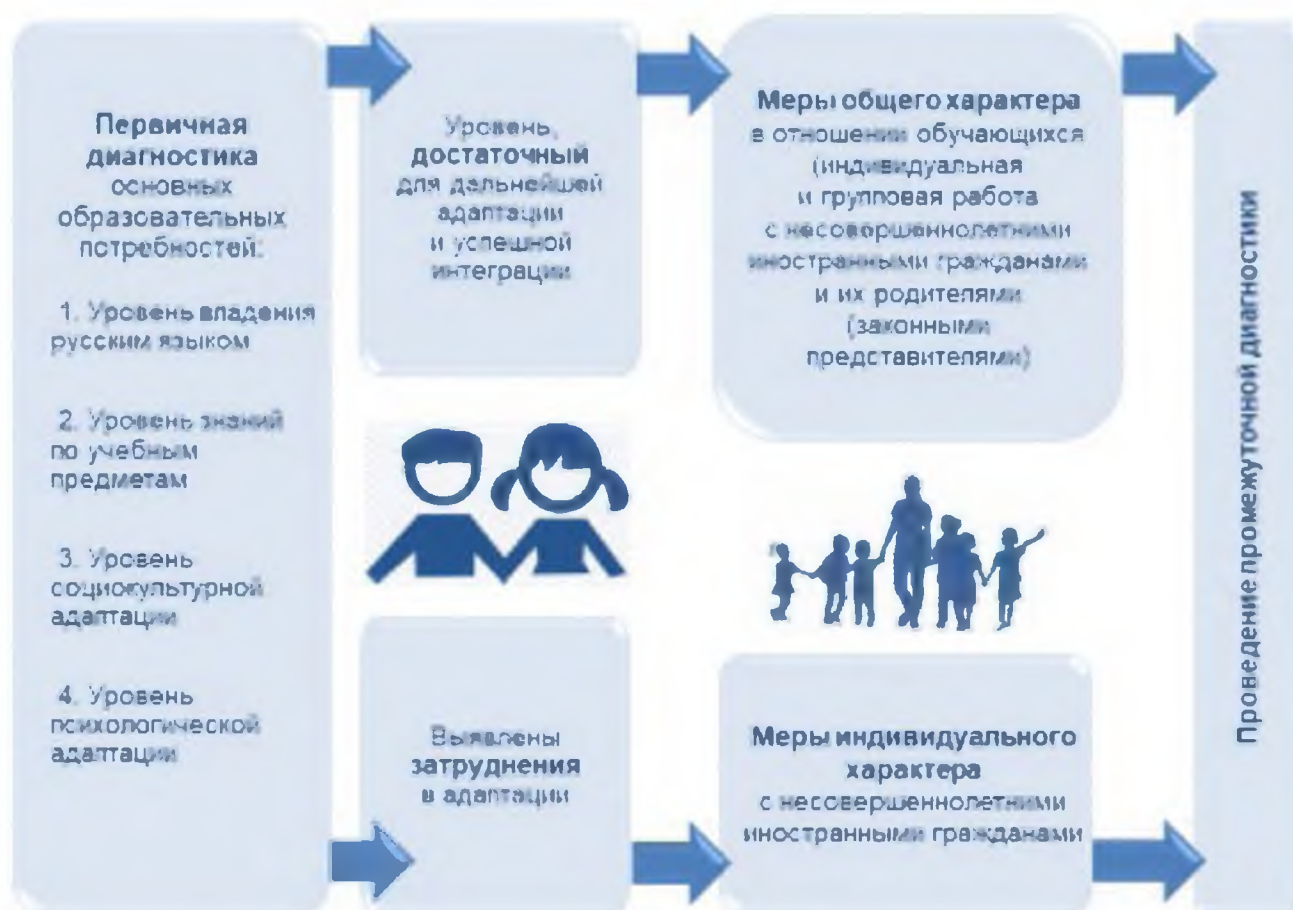 Первичная
диагностика
основных
образовательных
потребностей:
1. Уровень владения
русским языком
2. Уровень знаний
по учебным
предметам
3. Уровень
социокультурной
адаптации
4. Уровень
психологической
адаптации
Уровень,
достаточный
для дальнейшей
адаптации
и успешной
интеграции
Выявлены
затруднения
в адаптации
Меры общего характера
в отношении обучающихся
(индивидуальная
и групповая работа
с несовершеннолетними
иностранными гражданами
и их родителями
(законными
представителями)
Меры индивидуального
характера
с несовершеннолетними
иностранными гражданами
Проведение промежуточной диагностики